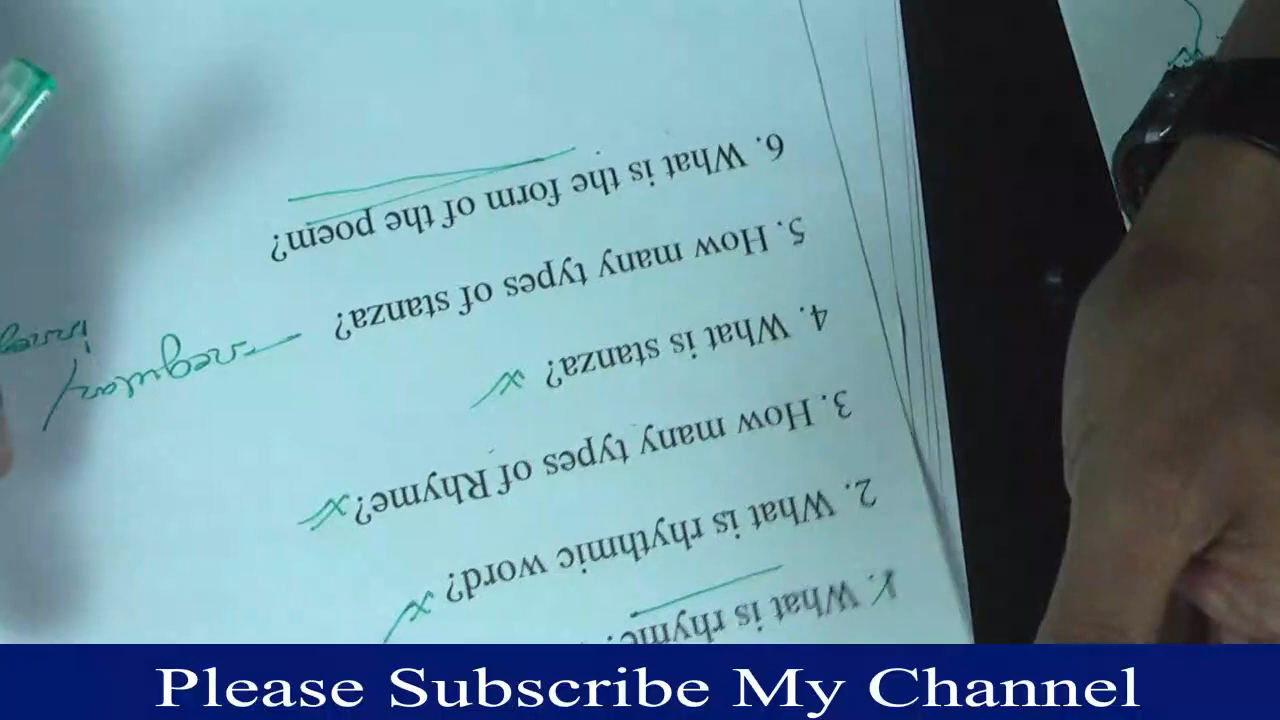 1. What is rhyme?
2. What is rhythmic word?
3. How many types of Rhyme?
4. What is stanza?
5. How many types of stanza?
regular
6. What is the form of the poem?
Please Subscribe My Channel